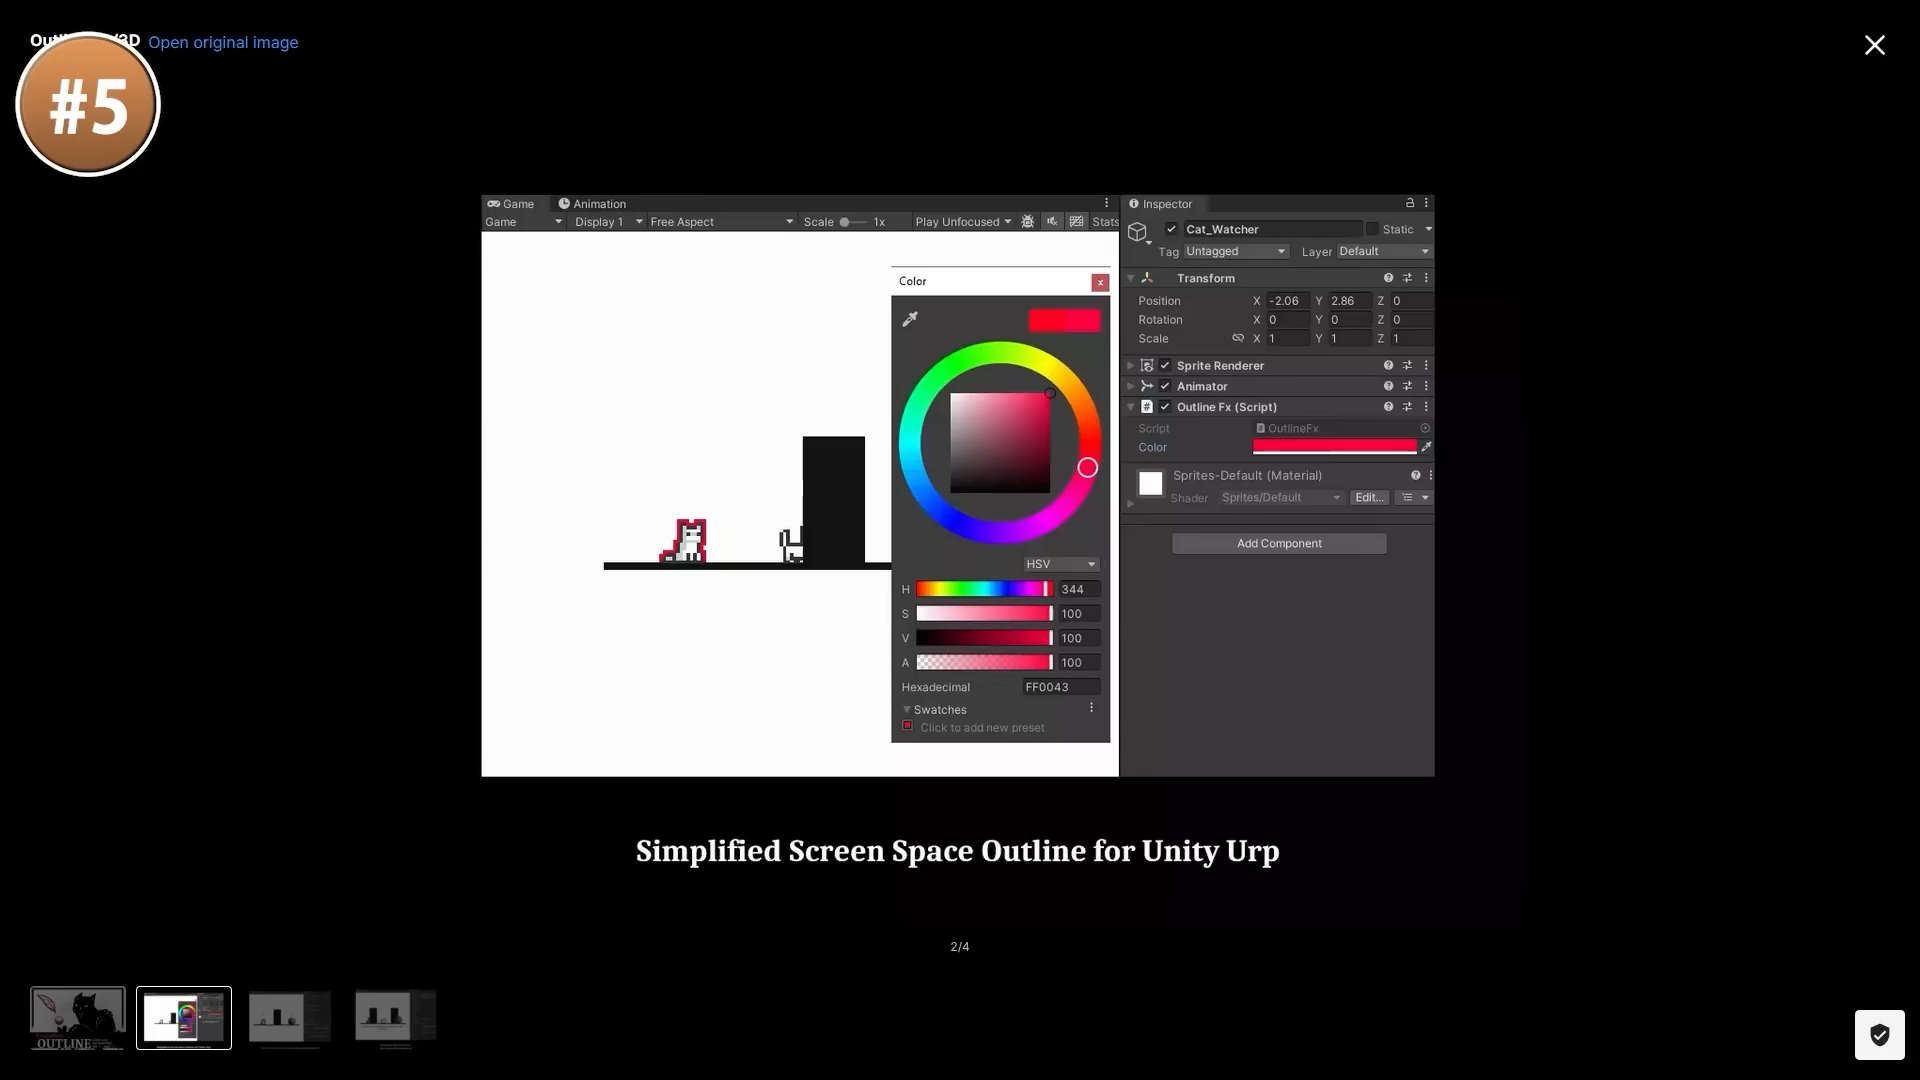 Open original image
#5
Game
Animation
Game
Display 1
Free Aspect
Scale
1x
Play Unfocused
Stats
Color
HSV
H
344
S
100
V
100
A
100
Hexadecimal
FF0043
Swatches
Click to add new preset
Inspector
Cat_Watcher
Static
Tag
Untagged
Layer
Default
Transform
Position
X
-2.06
Y
2.86
Z
0
Rotation
X
0
Y
0
Z
0
Scale
X
1
Y
1
Z
1
Sprite Renderer
Animator
# Outline Fx (Script)
Script
OutlineFx
Color
Sprites-Default (Material)
Shader
Sprites/Default
Edit...
Add Component
Simplified Screen Space Outline for Unity Urp
2/4
OUTLINE